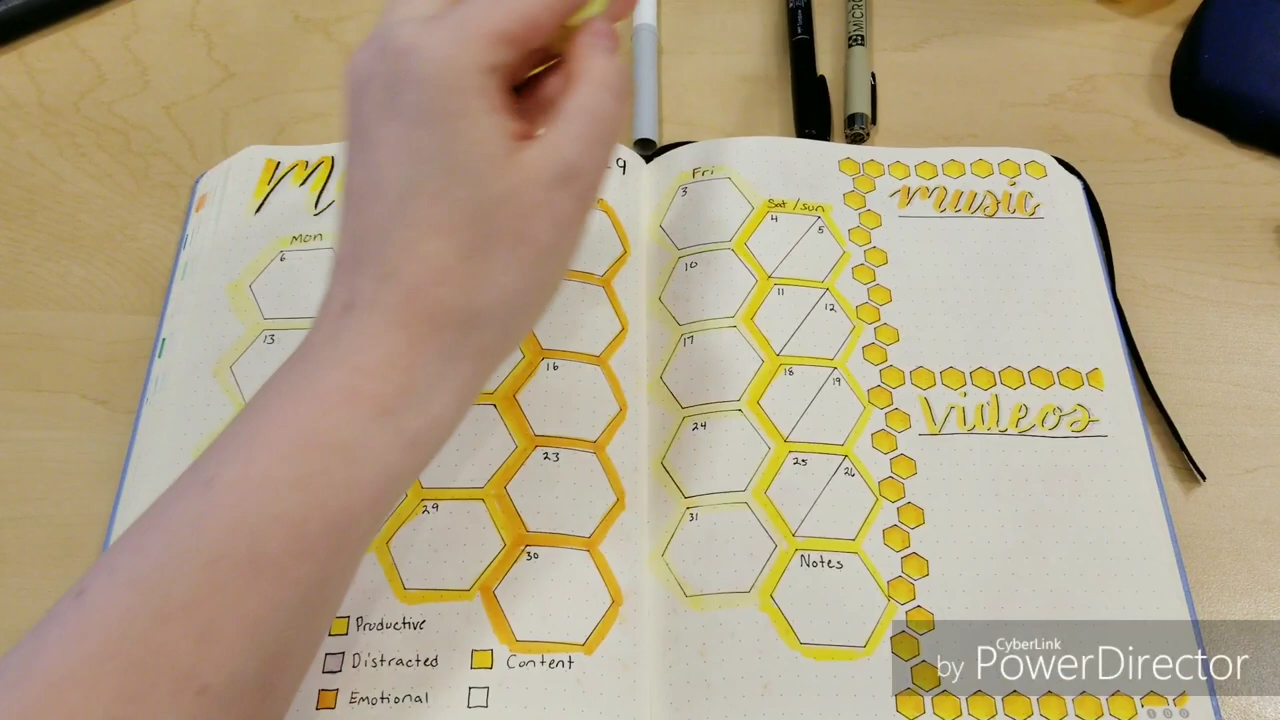 M
9
Mon
6
13
16
23
29
30
Productive
Distracted
Content
Emotional
Fri
3
10
17
24
31
Sat/Sun
4 5
11 12
18 19
25 26
Notes
music
videos
MICRO
CyberLink
by PowerDirector